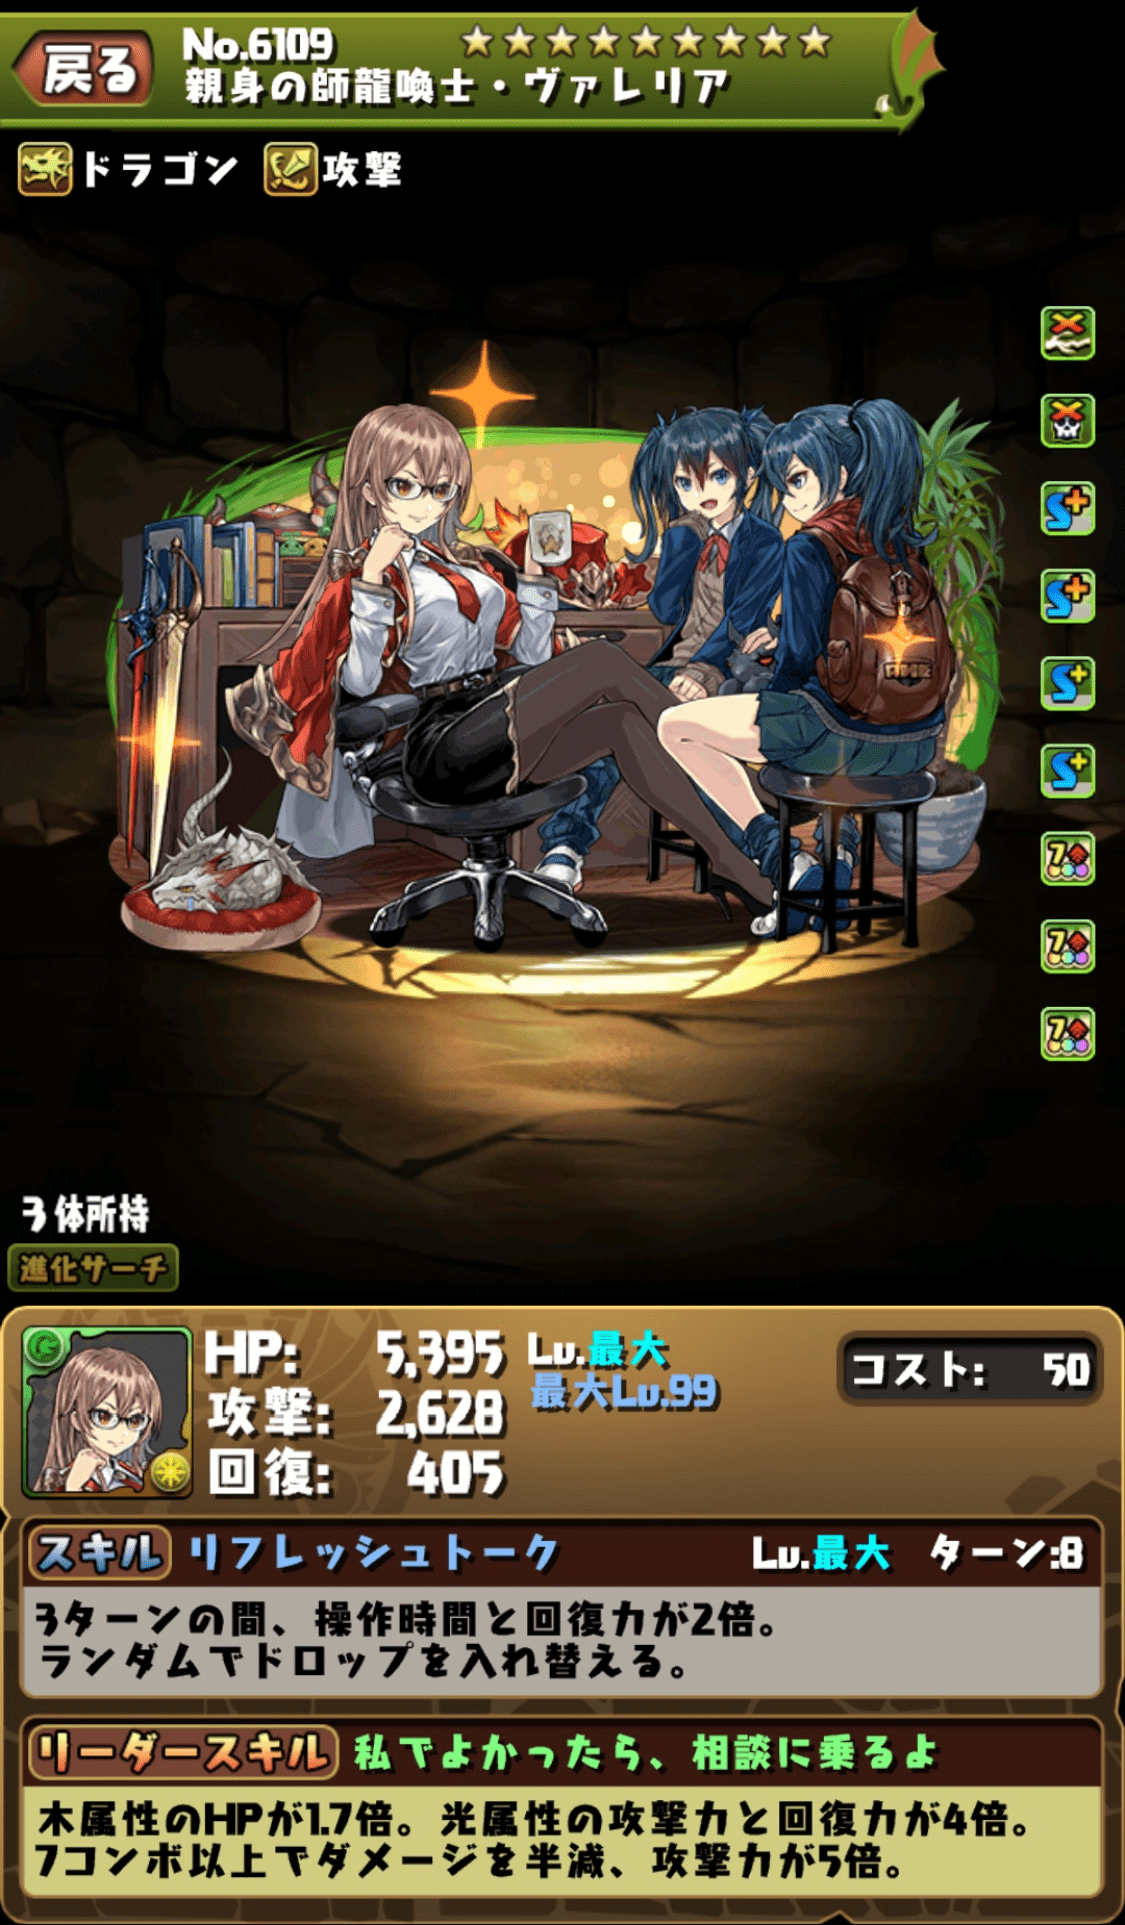 戻る
No.6109
親身の師龍喚士・ヴァレリア
ドラゴン 攻撃
3体所持
進化サーチ
HP: 5,395 Lv.最大 コスト: 50
攻撃: 2,628 最大Lv.99
回復: 405
スキル リフレッシュトーク Lv.最大 ターン:8
3ターンの間、操作時間と回復力が2倍。
ランダムでドロップを入れ替える。
リーダースキル 私でよかったら、相談に乗るよ
木属性のHPが1.7倍。光属性の攻撃力と回復力が4倍。
7コンボ以上でダメージを半減、攻撃力が5倍。